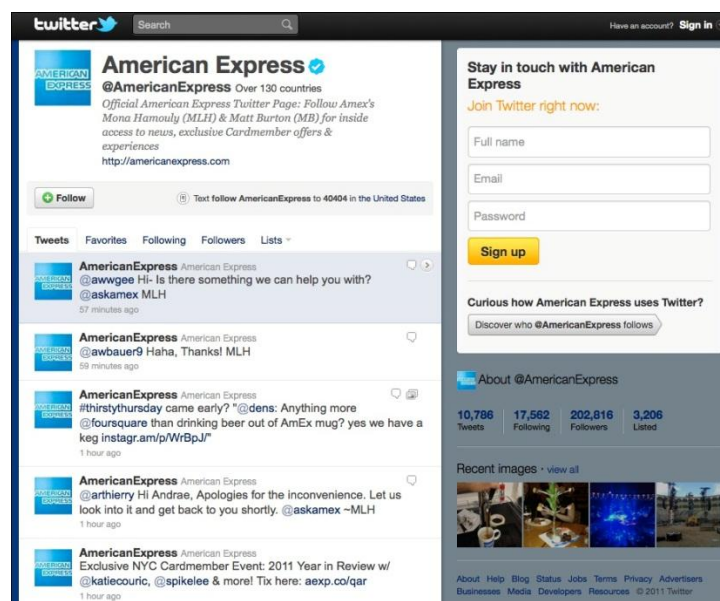 twitter
Search
Have an account? Sign in
AMERICAN
EXPRESS
American Express
@AmericanExpress Over 130 countries
Official American Express Twitter Page: Follow Amex's
Mona Hamouly (MLH) & Matt Burton (MB) for inside
access to news, exclusive Cardmember offers &
experiences
http://americanexpress.com
Follow
Text follow AmericanExpress to 40404 in the United States
Tweets Favorites Following Followers Lists
AMERICAN
EXPRESS
AmericanExpress American Express
@awwgee Hi- Is there something we can help you with?
@askamex MLH
57 minutes ago
AMERICAN
EXPRESS
AmericanExpress American Express
@awbauer9 Haha, Thanks! MLH
59 minutes ago
AMERICAN
EXPRESS
AmericanExpress American Express
#thirstythursday came early? "@dens: Anything more
@foursquare than drinking beer out of AmEx mug? yes we have a
keg instagr.am/p/WrBpJ/"
1 hour ago
AMERICAN
EXPRESS
AmericanExpress American Express
@arthierry Hi Andrae, Apologies for the inconvenience. Let us
look into it and get back to you shortly. @askamex ~MLH
1 hour ago
AMERICAN
EXPRESS
AmericanExpress American Express
Exclusive NYC Cardmember Event: 2011 Year in Review w/
@katiecouric, @spikelee & more! Tix here: aexp.co/qar
1 hour ago
Stay in touch with American
Express
Join Twitter right now:
Full name
Email
Password
Sign up
Curious how American Express uses Twitter?
Discover who @AmericanExpress follows
About @AmericanExpress
10,786 17,562 202,816 3,206
Tweets Following Followers Listed
Recent images · view all
About Help Blog Status Jobs Terms Privacy Advertisers
Businesses Media Developers Resources © 2011 Twitter